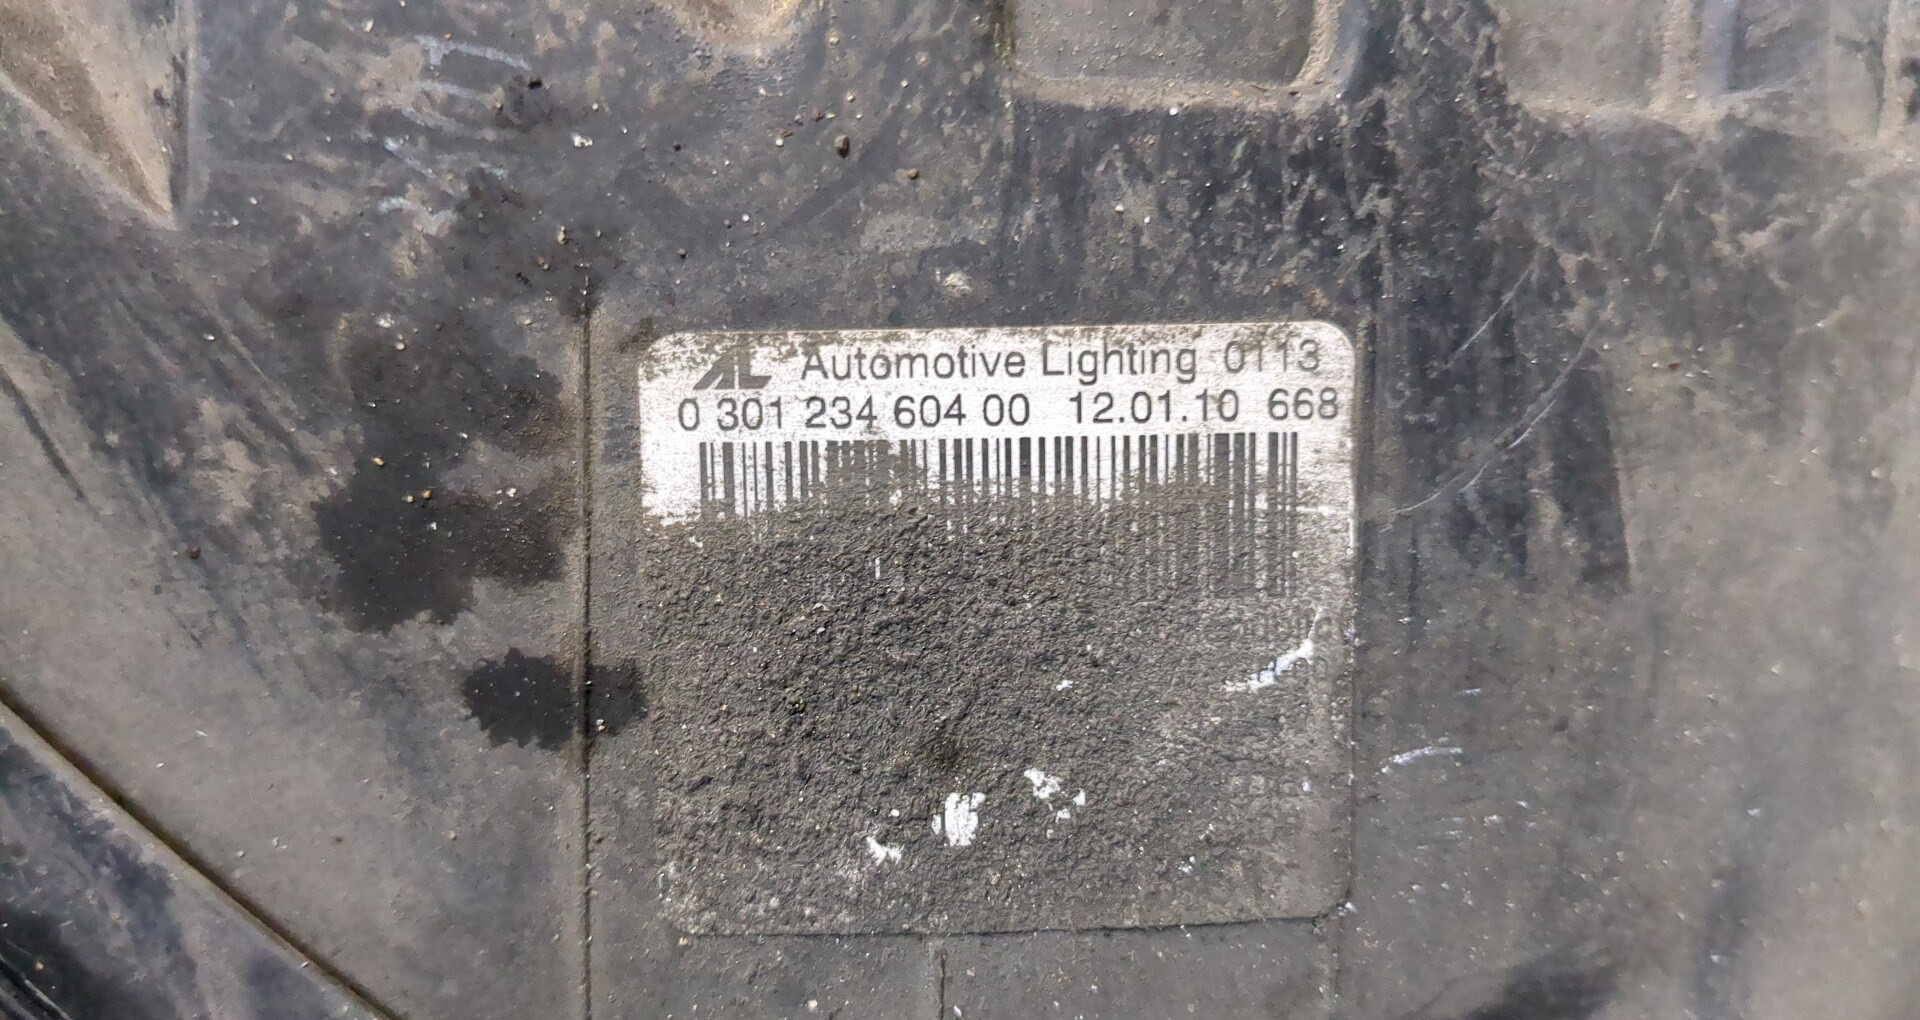 AL Automotive Lighting 0113
0 301 234 604 00 12.01.10 668